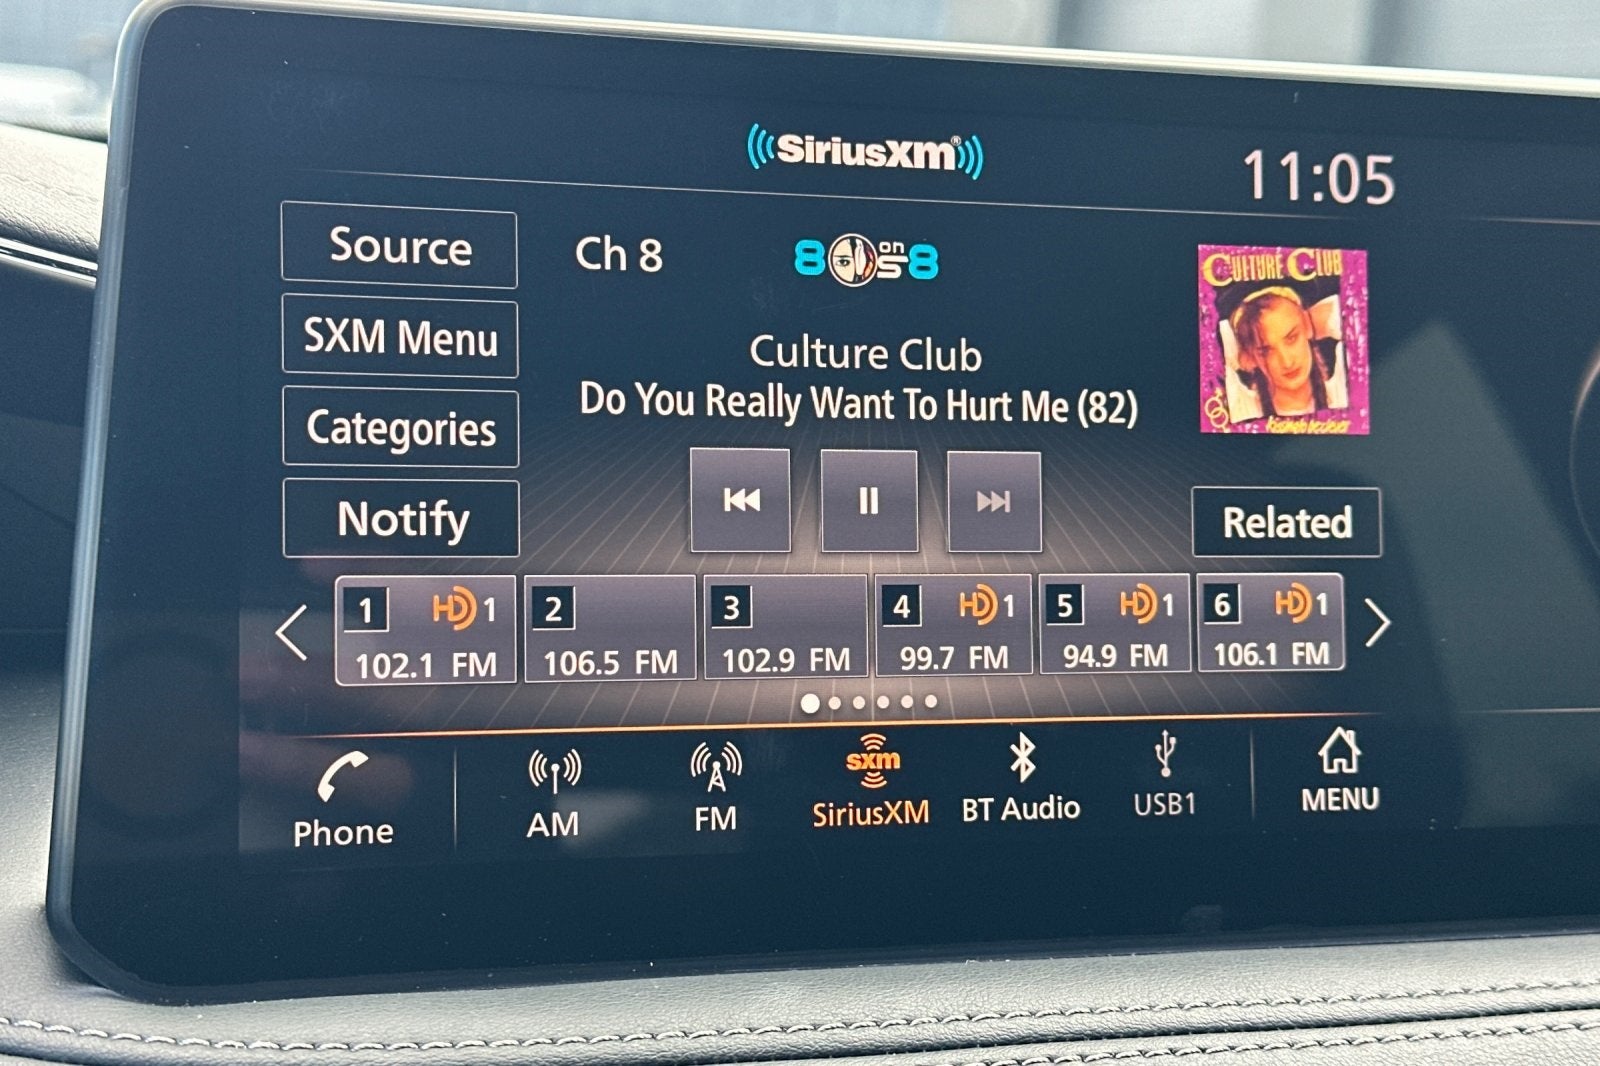 SiriusXM®
11:05
Source
Ch 8
80s on 8
CULTURE CLUB
SXM Menu
Culture Club
Do You Really Want To Hurt Me (82)
Categories
Notify
Related
1 HD 1
102.1 FM
2
106.5 FM
3
102.9 FM
4 HD 1
99.7 FM
5 HD 1
94.9 FM
6 HD 1
106.1 FM
Phone
AM
FM
sxm
SiriusXM
BT Audio
USB1
MENU